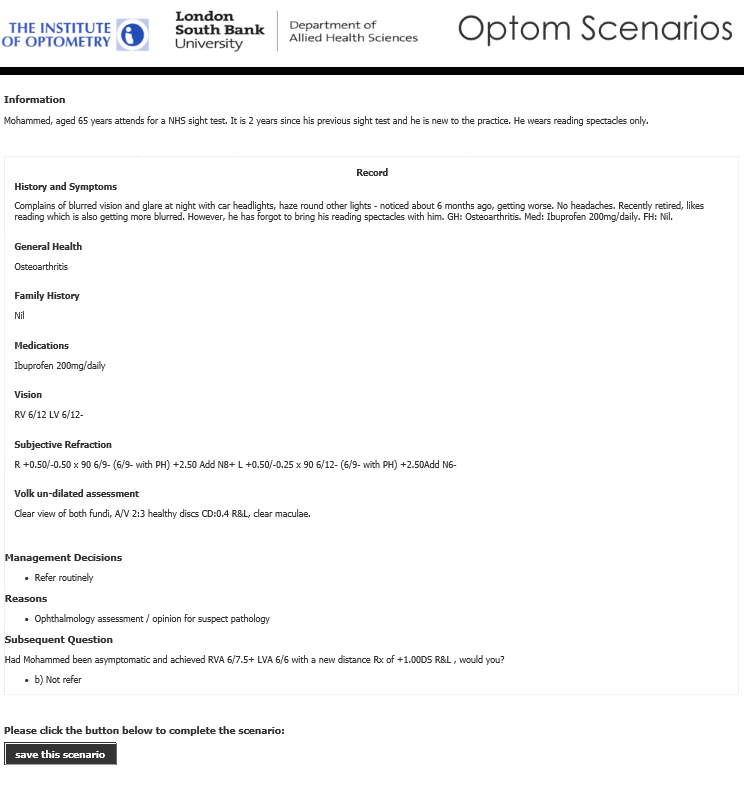 THE INSTITUTE
OF OPTOMETRY
London
South Bank
University
Department of
Allied Health Sciences
Optom Scenarios
Information
Mohammed, aged 65 years attends for a NHS sight test. It is 2 years since his previous sight test and he is new to the practice. He wears reading spectacles only.
Record
History and Symptoms
Complains of blurred vision and glare at night with car headlights, haze round other lights - noticed about 6 months ago, getting worse. No headaches. Recently retired, likes
reading which is also getting more blurred. However, he has forgot to bring his reading spectacles with him. GH: Osteoarthritis. Med: Ibuprofen 200mg/daily. FH: Nil.
General Health
Osteoarthritis
Family History
Nil
Medications
Ibuprofen 200mg/daily
Vision
RV 6/12 LV 6/12-
Subjective Refraction
R +0.50/-0.50 x 90 6/9- (6/9- with PH) +2.50 Add N8+ L +0.50/-0.25 x 90 6/12- (6/9- with PH) +2.50Add N6-
Volk un-dilated assessment
Clear view of both fundi, A/V 2:3 healthy discs CD:0.4 R&L, clear maculae.
Management Decisions
• Refer routinely
Reasons
• Ophthalmology assessment / opinion for suspect pathology
Subsequent Question
Had Mohammed been asymptomatic and achieved RVA 6/7.5+ LVA 6/6 with a new distance Rx of +1.00DS R&L , would you?
• b) Not refer
Please click the button below to complete the scenario:
save this scenario